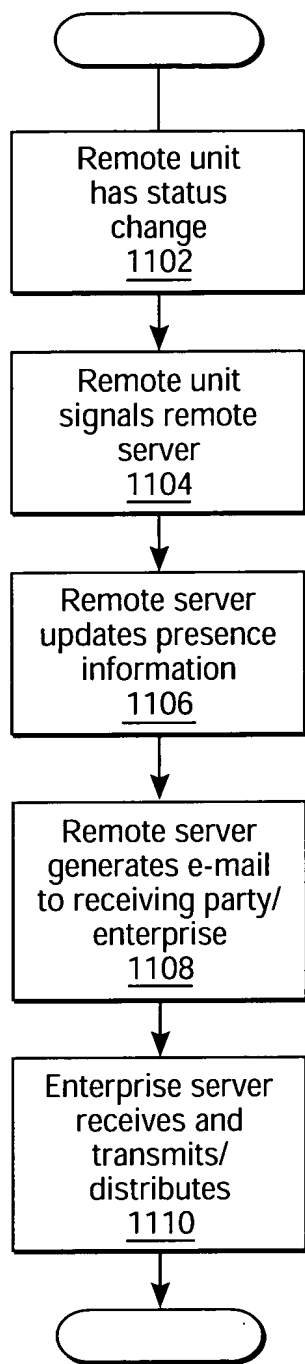 Remote unit
has status
change
1102
Remote unit
signals remote
server
1104
Remote server
updates presence
information
1106
Remote server
generates e-mail
to receiving party/
enterprise
1108
Enterprise server
receives and
transmits/
distributes
1110